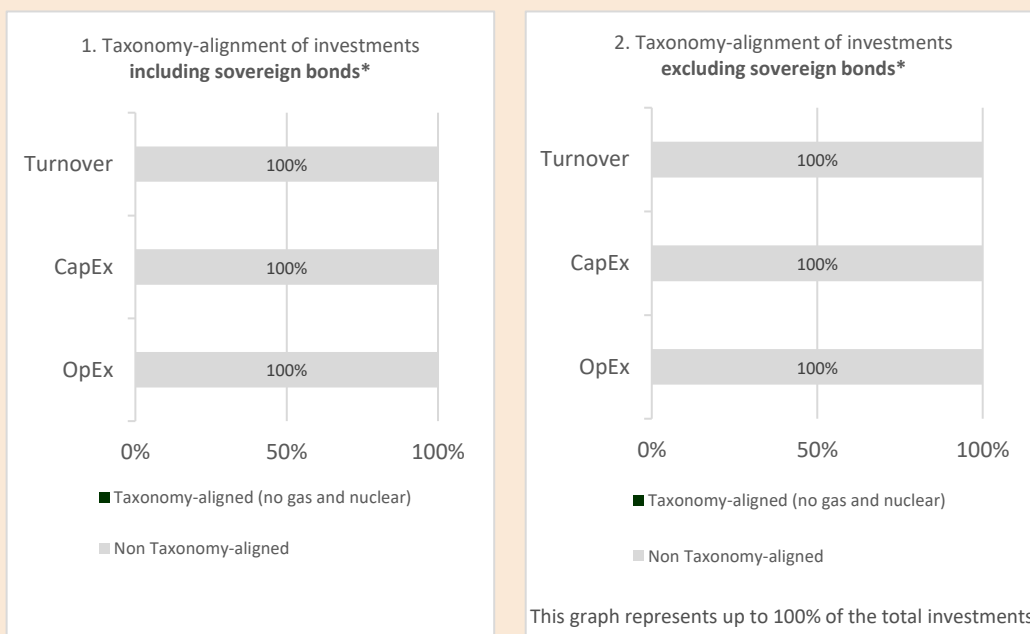 1. Taxonomy-alignment of investments
including sovereign bonds*
Turnover
100%
CapEx
100%
OpEx
100%
0%
50%
100%
Taxonomy-aligned (no gas and nuclear)
Non Taxonomy-aligned
2. Taxonomy-alignment of investments
excluding sovereign bonds*
Turnover
100%
CapEx
100%
OpEx
100%
0%
50%
100%
Taxonomy-aligned (no gas and nuclear)
Non Taxonomy-aligned
This graph represents up to 100% of the total investments